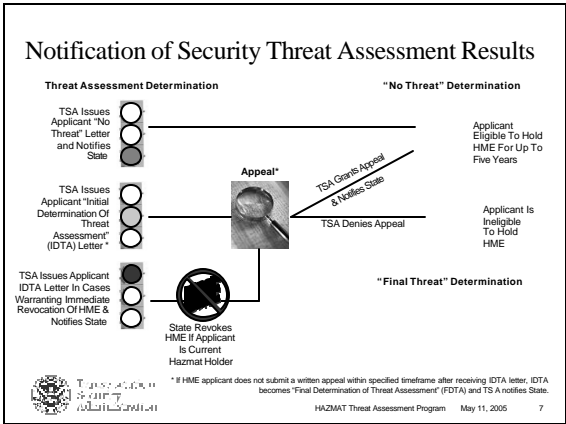 Notification of Security Threat Assessment Results
Threat Assessment Determination
"No Threat" Determination
TSA Issues
Applicant "No
Threat" Letter
and Notifies
State
Applicant
Eligible To Hold
HME For Up To
Five Years
Appeal*
TSA Grants Appeal
& Notifies State
TSA Issues
Applicant "Initial
Determination Of
Threat
Assessment"
(IDTA) Letter *
TSA Denies Appeal
Applicant Is
Ineligible
To Hold
HME
TSA Issues Applicant
IDTA Letter In Cases
Warranting Immediate
Revocation Of HME &
Notifies State
"Final Threat" Determination
State Revokes
HME If Applicant
Is Current
Hazmat Holder
* If HME applicant does not submit a written appeal within specified timeframe after receiving IDTA letter, IDTA
becomes "Final Determination of Threat Assessment" (FDTA) and TS A notifies State.
Transportation
Security
Administration
HAZMAT Threat Assessment Program May 11, 2005 7